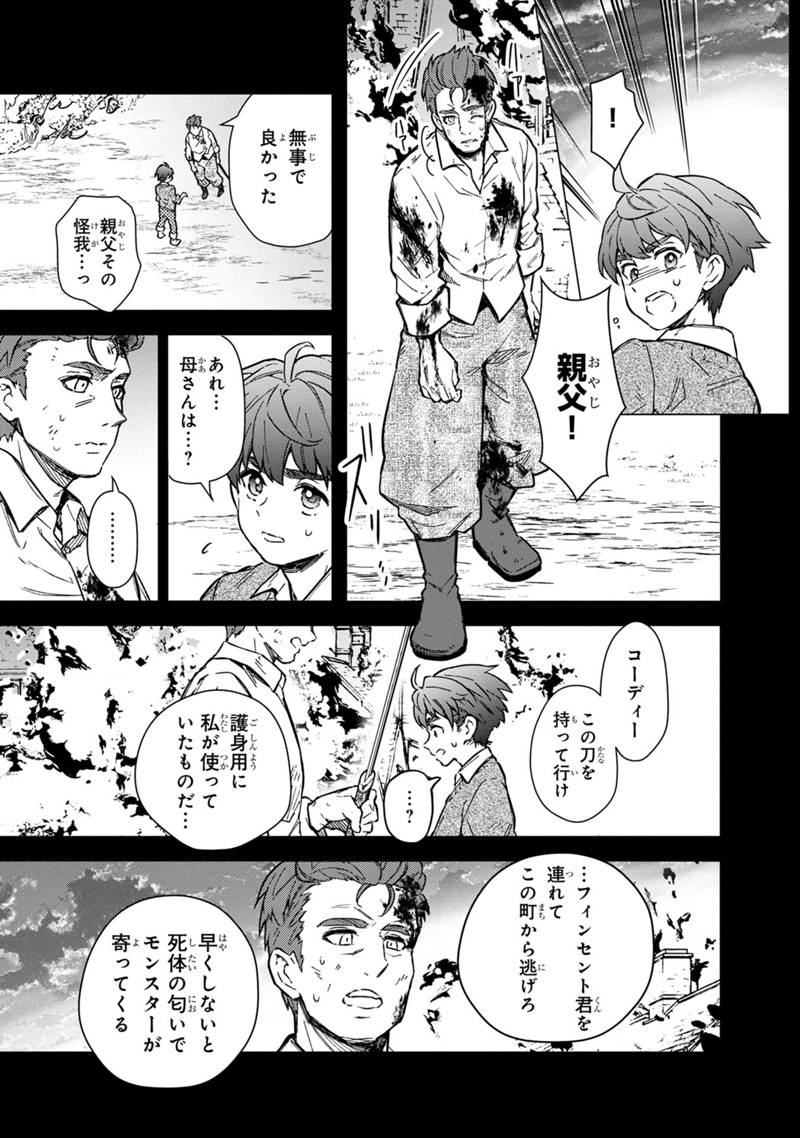 ！
親父！
無事で
良かった
親父その
怪我…っ
あれ…
母さんは…？
………
コーディー
この刀を
持って行け
…？
護身用に
私が使って
いたものだ…
…フィンセント君を
連れて
この町から逃げろ
早くしないと
死体の匂いで
モンスターが
寄ってくる